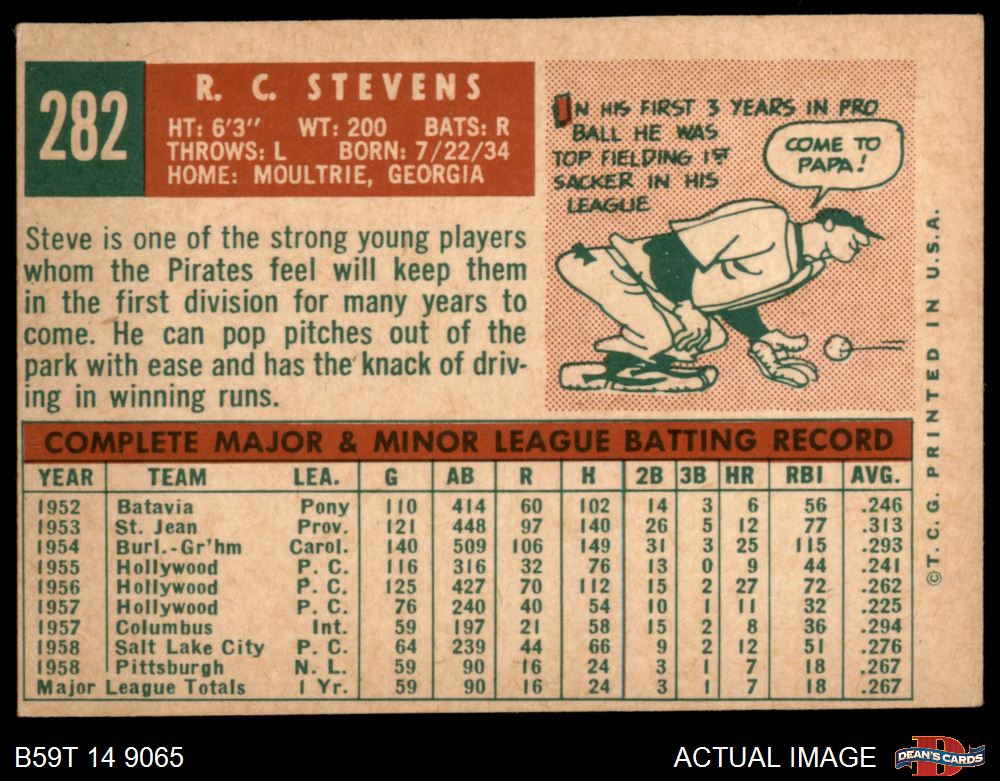 282
R. C. STEVENS
HT: 6'3" WT: 200 BATS: R
THROWS: L BORN: 7/22/34
HOME: MOULTRIE, GEORGIA
Steve is one of the strong young players
whom the Pirates feel will keep them
in the first division for many years to
come. He can pop pitches out of the
park with ease and has the knack of driv-
ing in winning runs.
IN HIS FIRST 3 YEARS IN PRO
BALL HE WAS
TOP FIELDING 1ST
SACKER IN HIS
LEAGUE
COME TO
PAPA!
COMPLETE MAJOR & MINOR LEAGUE BATTING RECORD
YEAR TEAM LEA. G AB R H 2B 3B HR RBI AVG.
1952 Batavia Pony 110 414 60 102 14 3 6 56 .246
1953 St. Jean Prov. 121 448 97 140 26 5 12 77 .313
1954 Burl.-Gr'hm Carol. 140 509 106 149 31 3 25 115 .293
1955 Hollywood P. C. 116 316 32 76 13 0 9 44 .241
1956 Hollywood P. C. 125 427 70 112 15 2 27 72 .262
1957 Hollywood P. C. 76 240 40 54 10 1 11 32 .225
1957 Columbus Int. 59 197 21 58 15 2 8 36 .294
1958 Salt Lake City P. C. 64 239 44 66 9 2 12 51 .276
1958 Pittsburgh N. L. 59 90 16 24 3 1 7 18 .267
Major League Totals 1 Yr. 59 90 16 24 3 1 7 18 .267
©T. C. G. PRINTED IN U.S.A.
B59T 14 9065
ACTUAL IMAGE
D
DEAN'S CARDS